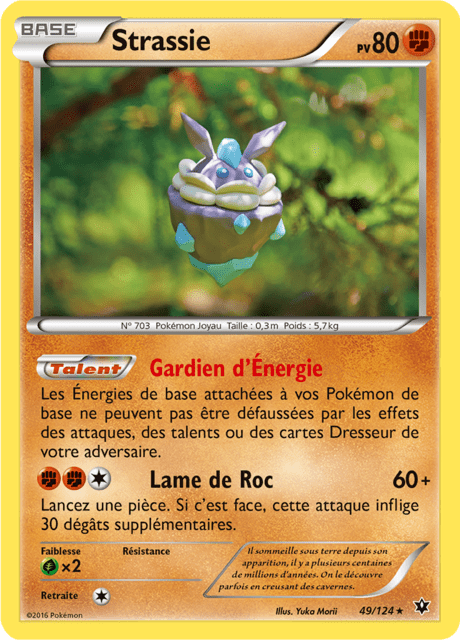 BASE
Strassie
PV80
N° 703 Pokémon Joyau Taille : 0,3m Poids : 5,7kg
Talent Gardien d'Énergie
Les Énergies de base attachées à vos Pokémon de
base ne peuvent pas être défaussées par les effets
des attaques, des talents ou des cartes Dresseur de
votre adversaire.
Lame de Roc 60+
Lancez une pièce. Si c'est face, cette attaque inflige
30 dégâts supplémentaires.
Faiblesse Résistance
×2
Retraite
Il sommeille sous terre depuis son
apparition, il y a plusieurs centaines
de millions d'années. On le découvre
parfois en creusant des cavernes.
©2016 Pokémon
Illus. Yuka Morii 49/124 ★